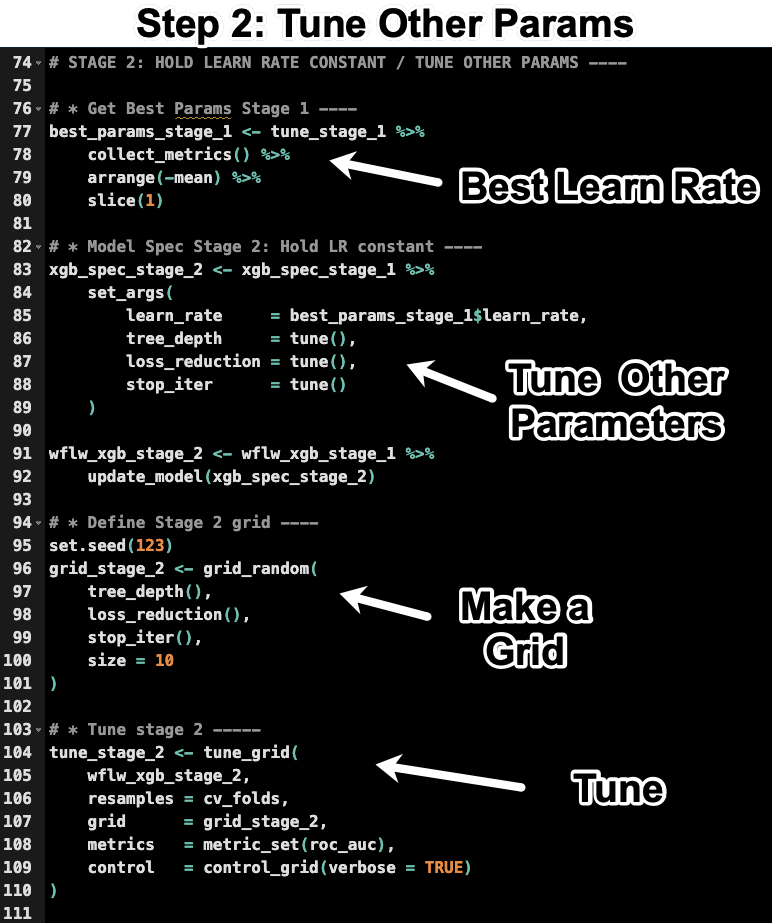 Step 2: Tune Other Params
74 # STAGE 2: HOLD LEARN RATE CONSTANT / TUNE OTHER PARAMS ----
75
76 # * Get Best Params Stage 1 ----
77 best_params_stage_1 <- tune_stage_1 %>%
78     collect_metrics() %>%
79     arrange(-mean) %>%
80     slice(1)
Best Learn Rate
81
82 # * Model Spec Stage 2: Hold LR constant ----
83 xgb_spec_stage_2 <- xgb_spec_stage_1 %>%
84     set_args(
85         learn_rate     = best_params_stage_1$learn_rate,
86         tree_depth     = tune(),
87         loss_reduction = tune(),
88         stop_iter      = tune()
89     )
Tune Other
Parameters
90
91 wflw_xgb_stage_2 <- wflw_xgb_stage_1 %>%
92     update_model(xgb_spec_stage_2)
93
94 # * Define Stage 2 grid ----
95 set.seed(123)
96 grid_stage_2 <- grid_random(
97     tree_depth(),
98     loss_reduction(),
99     stop_iter(),
100     size = 10
101 )
Make a
Grid
102
103 # * Tune stage 2 -----
104 tune_stage_2 <- tune_grid(
105     wflw_xgb_stage_2,
106     resamples = cv_folds,
107     grid      = grid_stage_2,
108     metrics   = metric_set(roc_auc),
109     control   = control_grid(verbose = TRUE)
110 )
Tune
111